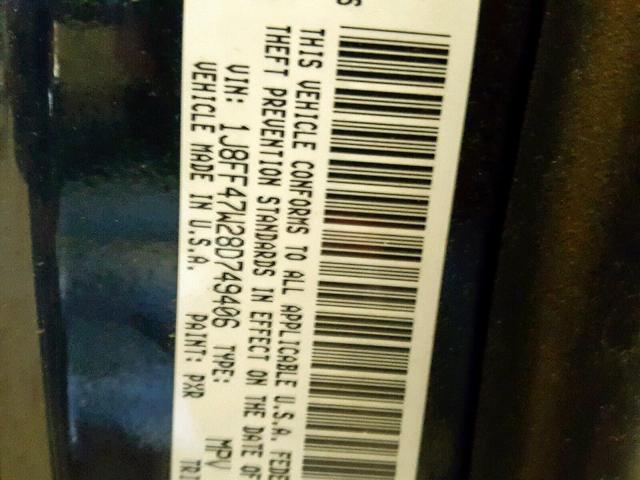 THIS VEHICLE CONFORMS TO ALL APPLICABLE U.S.A. FEDE
THEFT PREVENTION STANDARDS IN EFFECT ON THE DATE OF
VIN: 1J8FF47W28D749406 TYPE: MPV
VEHICLE MADE IN U.S.A. PAINT: PXR TRI